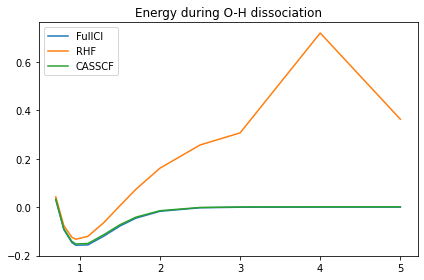 Energy during O-H dissociation
FullCI
RHF
CASSCF
0.6
0.4
0.2
0.0
−0.2
1
2
3
4
5